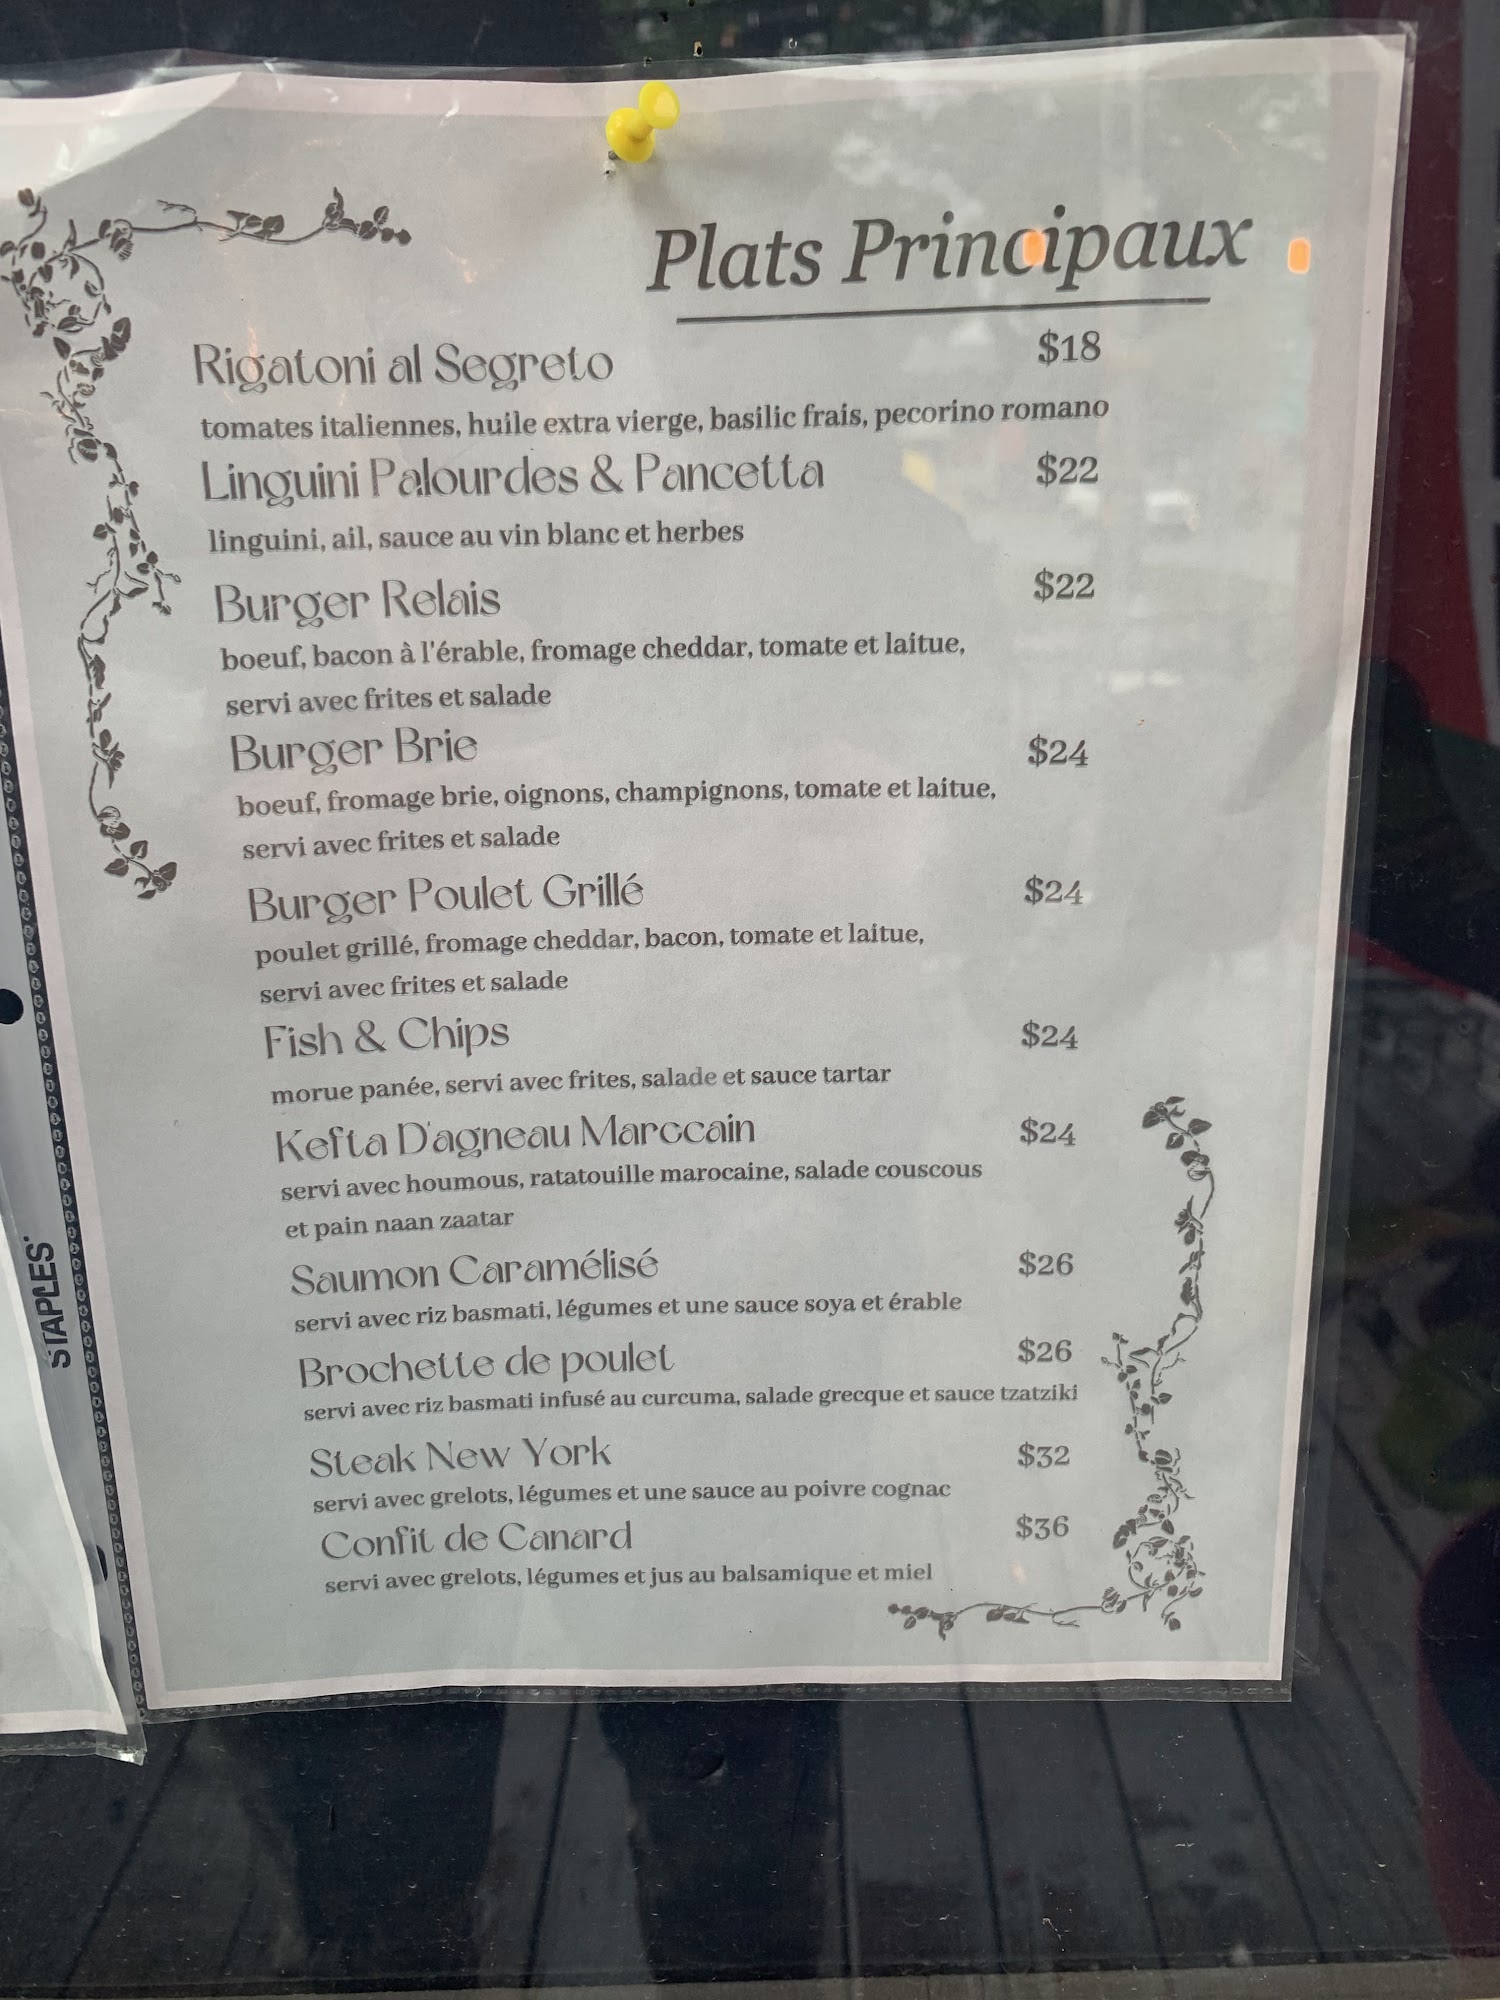 Plats Principaux
Rigatoni al Segreto $18
tomates italiennes, huile extra vierge, basilic frais, pecorino romano
Linguini Palourdes & Pancetta $22
linguini, ail, sauce au vin blanc et herbes
Burger Relais $22
boeuf, bacon à l'érable, fromage cheddar, tomate et laitue,
servi avec frites et salade
Burger Brie $24
boeuf, fromage brie, oignons, champignons, tomate et laitue,
servi avec frites et salade
Burger Poulet Grillé $24
poulet grillé, fromage cheddar, bacon, tomate et laitue,
servi avec frites et salade
Fish & Chips $24
morue panée, servi avec frites, salade et sauce tartar
Kefta D'agneau Marccain $24
servi avec houmous, ratatouille marocaine, salade couscous
et pain naan zaatar
Saumon Caramélisé $26
servi avec riz basmati, légumes et une sauce soya et érable
Brochette de poulet $26
servi avec riz basmati infusé au curcuma, salade grecque et sauce tzatziki
Steak New York $32
servi avec grelots, légumes et une sauce au poivre cognac
Confit de Canard $36
servi avec grelots, légumes et jus au balsamique et miel
STAPLES